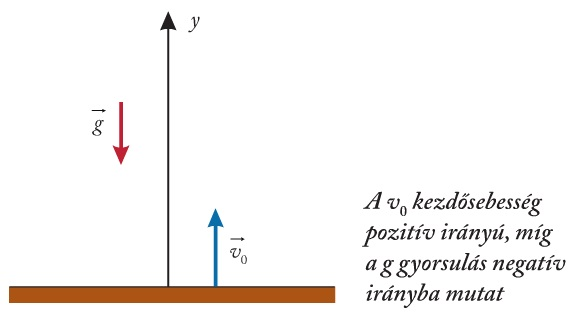 y
g
v₀
A v₀ kezdősebesség
pozitív irányú, míg
a g gyorsulás negatív
irányba mutat